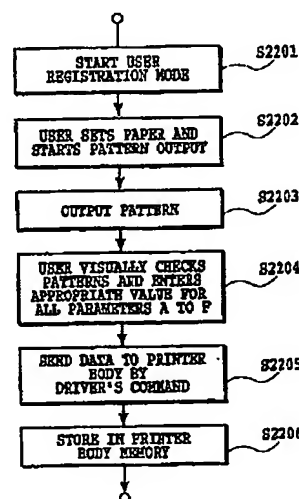 START USER
REGISTRATION MODE
S2201
USER SETS PAPER AND
STARTS PATTERN OUTPUT
S2202
OUTPUT PATTERN
S2203
USER VISUALLY CHECKS
PATTERNS AND ENTERS
APPROPRIATE VALUE FOR
ALL PARAMETERS A TO F
S2204
SEND DATA TO PRINTER
BODY BY
DRIVER'S COMMAND
S2205
STORE IN PRINTER
BODY MEMORY
S2206